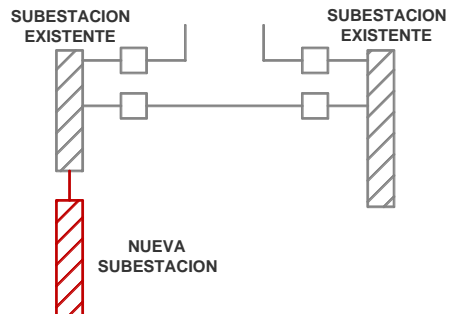 SUBESTACION
EXISTENTE
SUBESTACION
EXISTENTE
NUEVA
SUBESTACION